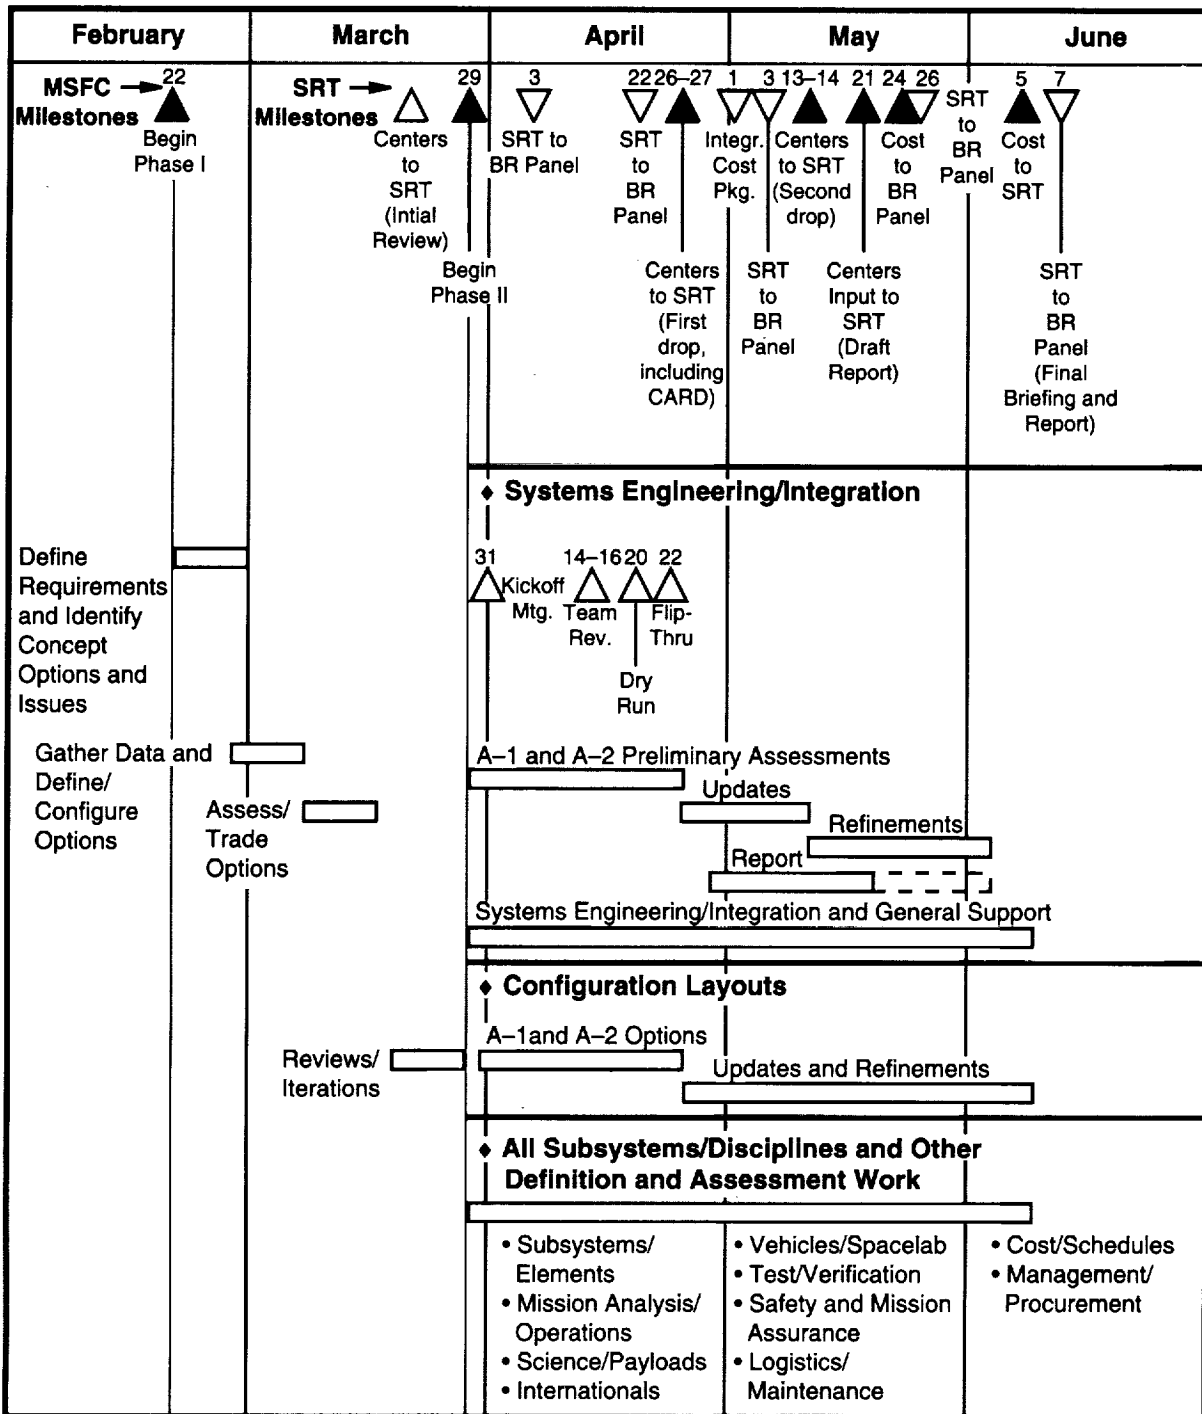 February March April May June
MSFC
Milestones
22
Begin
Phase I
SRT
Milestones
Centers
to
SRT
(Intial
Review)
29
Begin
Phase II
3
SRT to
BR Panel
22
SRT
to
BR
Panel
26–27
Centers
to SRT
(First
drop,
including
CARD)
1
Integr.
Cost
Pkg.
3
SRT
to
BR
Panel
13–14
Centers
to SRT
(Second
drop)
21
Centers
Input to
SRT
(Draft
Report)
24
Cost
to
BR
Panel
26
SRT
to
BR
Panel
5
Cost
to
SRT
7
SRT
to
BR
Panel
(Final
Briefing and
Report)
♦ Systems Engineering/Integration
Define
Requirements
and Identify
Concept
Options and
Issues
31
Kickoff
Mtg.
14–16
Team
Rev.
20
Dry
Run
22
Flip-
Thru
Gather Data and
Define/
Configure
Options
Assess/
Trade
Options
A–1 and A–2 Preliminary Assessments
Updates
Refinements
Report
Systems Engineering/Integration and General Support
♦ Configuration Layouts
Reviews/
Iterations
A–1and A–2 Options
Updates and Refinements
♦ All Subsystems/Disciplines and Other
Definition and Assessment Work
• Subsystems/
Elements
• Mission Analysis/
Operations
• Science/Payloads
• Internationals
• Vehicles/Spacelab
• Test/Verification
• Safety and Mission
Assurance
• Logistics/
Maintenance
• Cost/Schedules
• Management/
Procurement